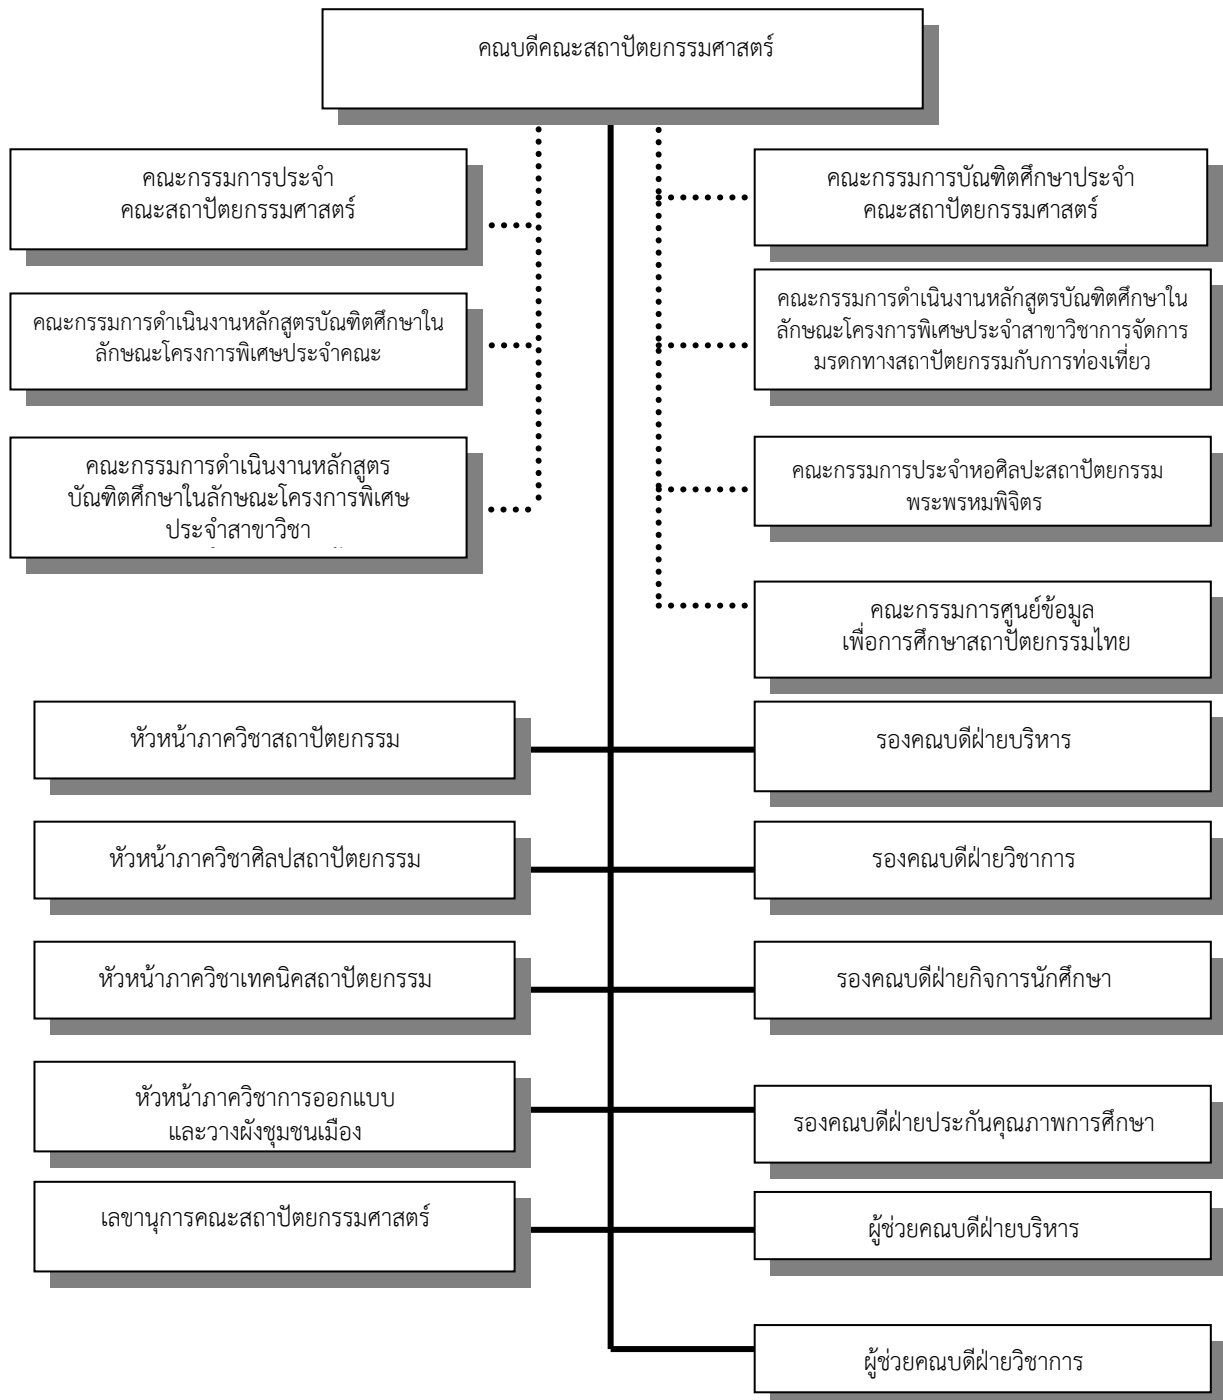 คณบดีคณะสถาปัตยกรรมศาสตร์
คณะกรรมการประจำ
คณะสถาปัตยกรรมศาสตร์
คณะกรรมการบัณฑิตศึกษาประจำ
คณะสถาปัตยกรรมศาสตร์
คณะกรรมการดำเนินงานหลักสูตรบัณฑิตศึกษาใน
ลักษณะโครงการพิเศษประจำคณะ
คณะกรรมการดำเนินงานหลักสูตรบัณฑิตศึกษาใน
ลักษณะโครงการพิเศษประจำสาขาวิชาการจัดการ
มรดกทางสถาปัตยกรรมกับการท่องเที่ยว
คณะกรรมการดำเนินงานหลักสูตร
บัณฑิตศึกษาในลักษณะโครงการพิเศษ
ประจำสาขาวิชา
คณะกรรมการประจำหอศิลปะสถาปัตยกรรม
พระพรหมพิจิตร
คณะกรรมการศูนย์ข้อมูล
เพื่อการศึกษาสถาปัตยกรรมไทย
หัวหน้าภาควิชาสถาปัตยกรรม
รองคณบดีฝ่ายบริหาร
หัวหน้าภาควิชาศิลปสถาปัตยกรรม
รองคณบดีฝ่ายวิชาการ
หัวหน้าภาควิชาเทคนิคสถาปัตยกรรม
รองคณบดีฝ่ายกิจการนักศึกษา
หัวหน้าภาควิชาการออกแบบ
และวางผังชุมชนเมือง
รองคณบดีฝ่ายประกันคุณภาพการศึกษา
เลขานุการคณะสถาปัตยกรรมศาสตร์
ผู้ช่วยคณบดีฝ่ายบริหาร
ผู้ช่วยคณบดีฝ่ายวิชาการ